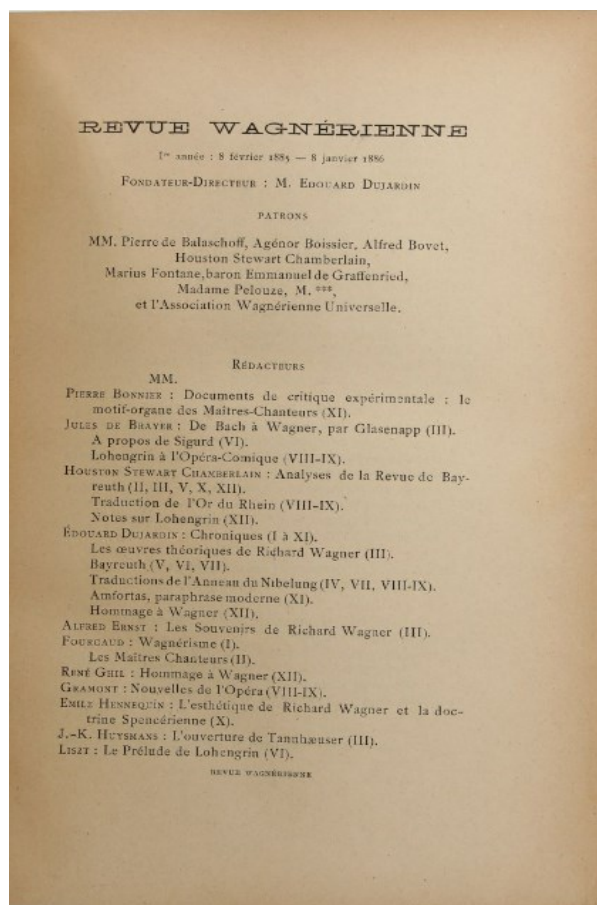 REVUE WAGNÉRIENNE
Ire année : 8 février 1885 — 8 janvier 1886
FONDATEUR-DIRECTEUR : M. EDOUARD DUJARDIN
PATRONS
MM. Pierre de Balaschoff, Agénor Boissier, Alfred Bovet,
Houston Stewart Chamberlain,
Marius Fontane, baron Emmanuel de Graffenried,
Madame Pelouze, M. ***,
et l'Association Wagnérienne Universelle.
RÉDACTEURS
MM.
PIERRE BONNIER : Documents de critique expérimentale : le
motif-organe des Maîtres-Chanteurs (XI).
JULES DE BRAYER : De Bach à Wagner, par Glasenapp (III).
A propos de Sigurd (VI).
Lohengrin à l'Opéra-Comique (VIII-IX).
HOUSTON STEWART CHAMBERLAIN : Analyses de la Revue de Bay-
reuth (II, III, V, X, XII).
Traduction de l'Or du Rhein (VIII-IX).
Notes sur Lohengrin (XII).
ÉDOUARD DUJARDIN : Chroniques (I à XI).
Les œuvres théoriques de Richard Wagner (III).
Bayreuth (V, VI, VII).
Traductions de l'Anneau du Nibelung (IV, VII, VIII-IX).
Amfortas, paraphrase moderne (XI).
Hommage à Wagner (XII).
ALFRED ERNST : Les Souvenirs de Richard Wagner (III).
FOURCAUD : Wagnérisme (I).
Les Maîtres Chanteurs (II).
RENÉ GHIL : Hommage à Wagner (XII).
GRAMONT : Nouvelles de l'Opéra (VIII-IX).
EMILE HENNEQUIN : L'esthétique de Richard Wagner et la doc-
trine Spencérienne (X).
J.-K. HUYSMANS : L'ouverture de Tannhæuser (III).
LISZT : Le Prélude de Lohengrin (VI).
REVUE WAGNÉRIENNE